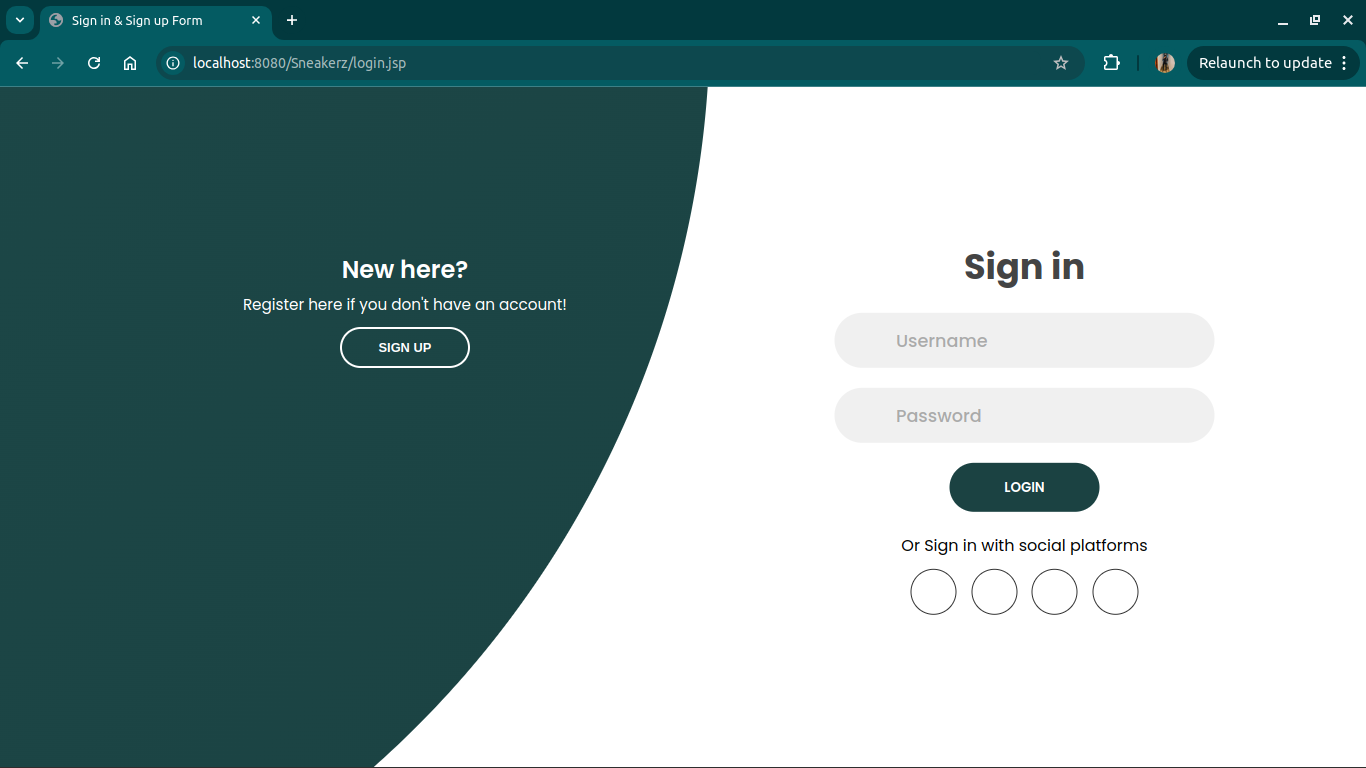 Sign in & Sign up Form
localhost:8080/Sneakerz/login.jsp
Relaunch to update
New here?
Register here if you don't have an account!
SIGN UP
Sign in
Username
Password
LOGIN
Or Sign in with social platforms